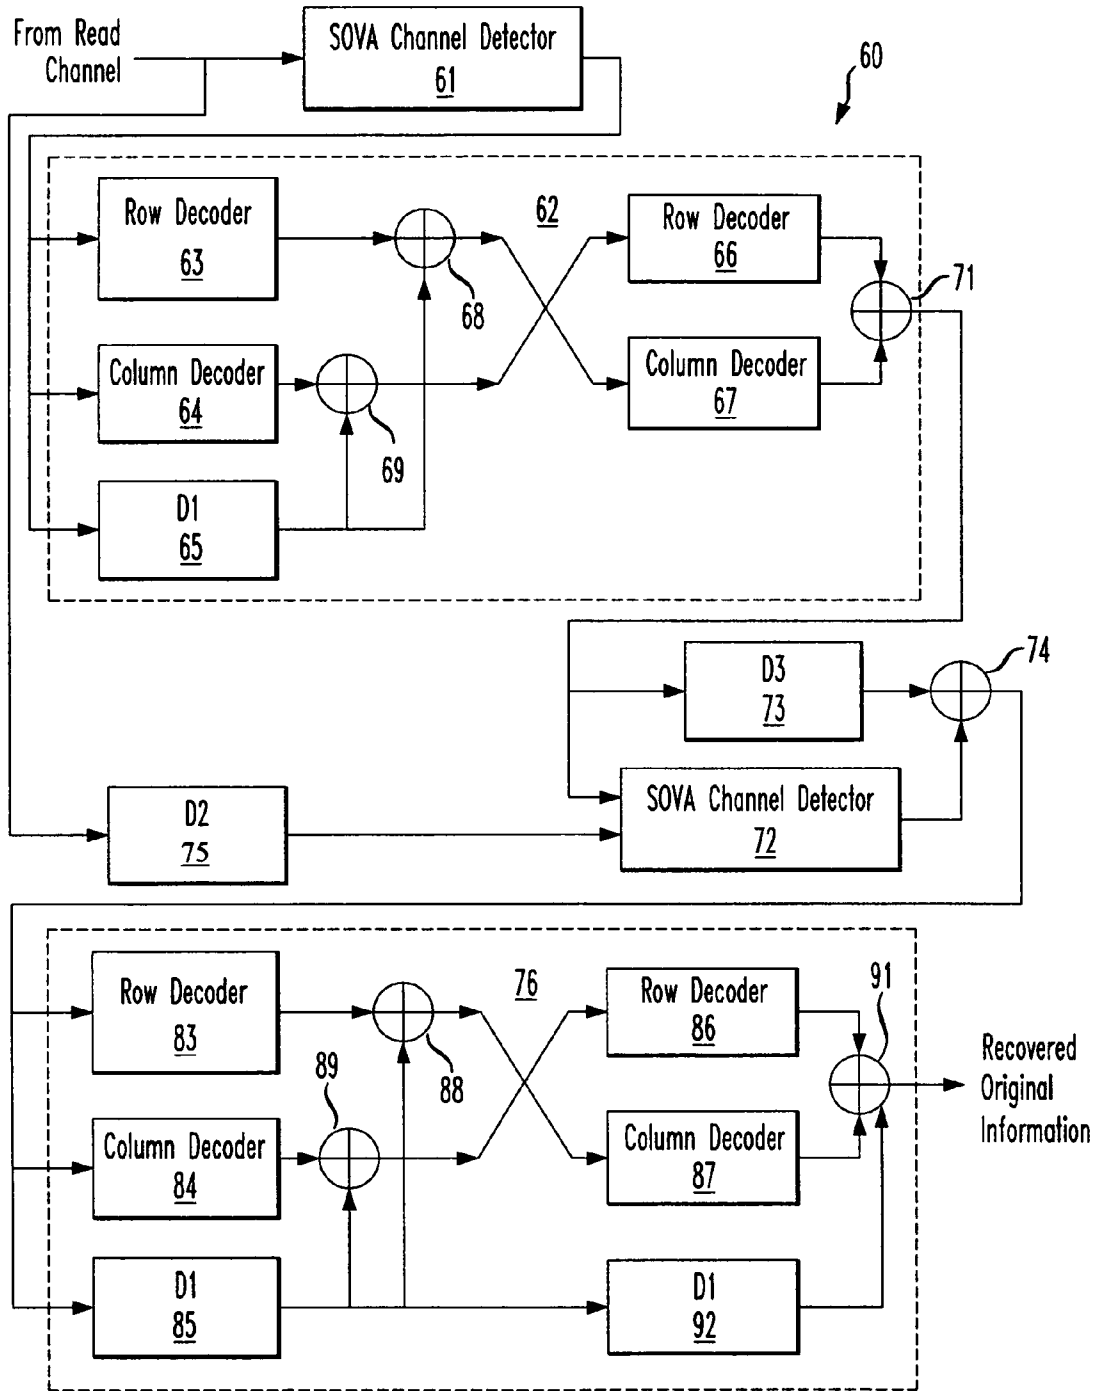 From Read
Channel
SOVA Channel Detector
61
60
Row Decoder
63
62
Row Decoder
66
68
71
Column Decoder
64
69
Column Decoder
67
D1
65
D3
73
74
SOVA Channel Detector
72
D2
75
Row Decoder
83
76
Row Decoder
86
91
88
89
Recovered
Original
Information
Column Decoder
84
Column Decoder
87
D1
85
D1
92